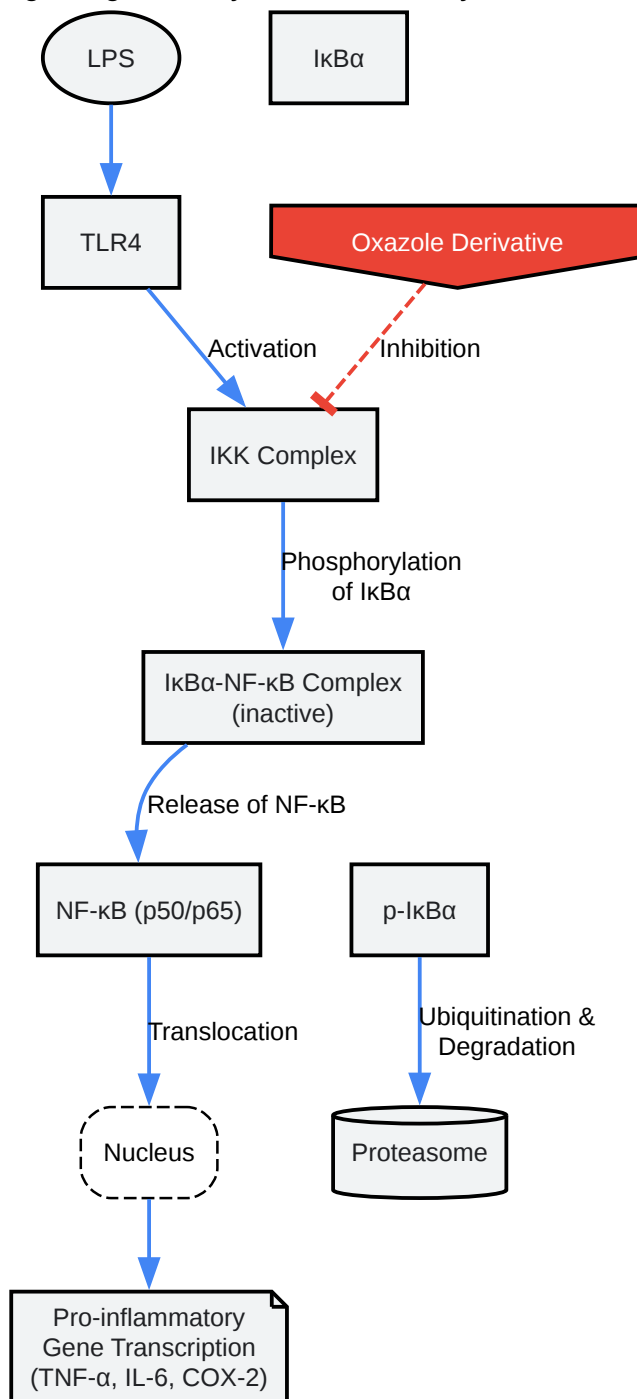 LPS
IκBα
TLR4
Oxazole Derivative
Activation
Inhibition
IKK Complex
Phosphorylation
of IκBα
IκBα-NF-κB Complex
(inactive)
Release of NF-κB
NF-κB (p50/p65)
p-IκBα
Translocation
Ubiquitination &
Degradation
Nucleus
Proteasome
Pro-inflammatory
Gene Transcription
(TNF-α, IL-6, COX-2)